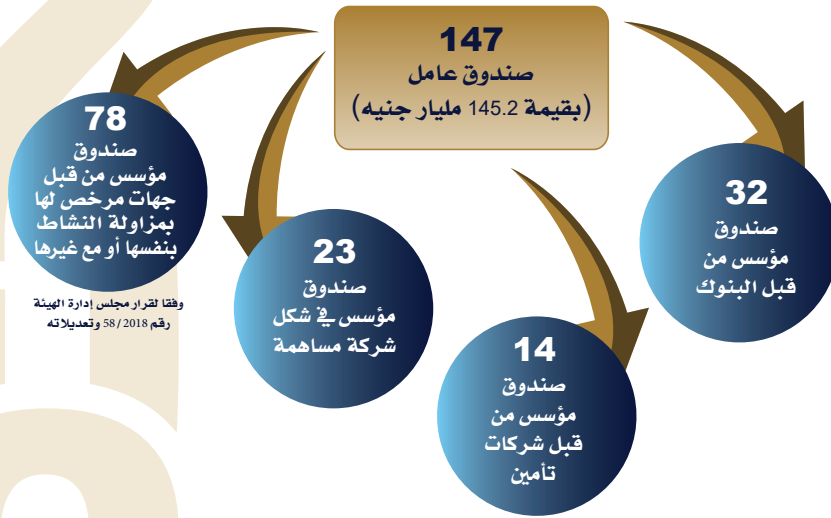 147
صندوق عامل
(بقيمة 145.2 مليار جنيه)
32
صندوق
مؤسس من
قبل البنوك
14
صندوق
مؤسس من
قبل شركات
تأمين
23
صندوق
مؤسس في شكل
شركة مساهمة
78
صندوق
مؤسس من قبل
جهات مرخص لها
بمزاولة النشاط
بنفسها أو مع غيرها
وفقا لقرار مجلس إدارة الهيئة
رقم 58/2018 وتعديلاته